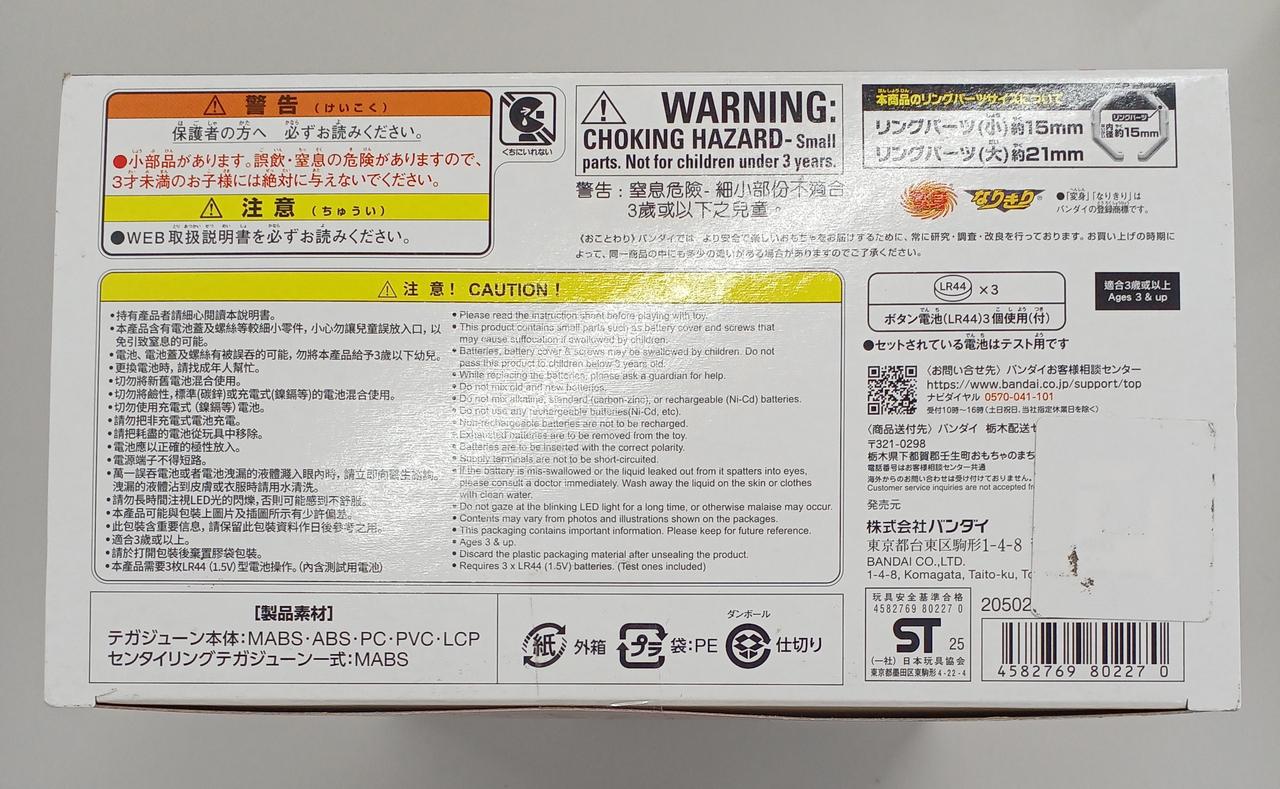 警告（けいこく）
保護者の方へ 必ずお読みください。
●小部品があります。誤飲・窒息の危険がありますので、
3才未満のお子様には絶対に与えないでください。
注意（ちゅうい）
●WEB取扱説明書を必ずお読みください。
くちにいれない
WARNING:
CHOKING HAZARD- Small
parts. Not for children under 3 years.
警告：窒息危險- 細小部份不適合
3歲或以下之兒童。
本商品のリングパーツサイズについて
リングパーツ(小)約15mm
リングパーツ(大)約21mm
リングパーツ
内径約15mm
変身 なりきり®
●「変身」「なりきり」は
バンダイの登録商標です。
〈おことわり〉バンダイでは、より安全で楽しいおもちゃをお届けするために、常に研究・調査・改良を行っております。お買い上げの時期に
よって、同一商品の中にも多少の違いがある場合がありますのでご了承ください。
注意！ CAUTION！
•持有產品者請細心閱讀本說明書。
•本產品含有電池蓋及螺絲等較細小零件，小心勿讓兒童誤放入口，以
免引致窒息的可能。
•電池、電池蓋及螺絲有被誤吞的可能，勿將本產品給予3歲以下幼兒。
•更換電池時，請找成年人幫忙。
•切勿將新舊電池混合使用。
•切勿將鹼性，標準(碳鋅)或充電式(鎳鎘等)的電池混合使用。
•切勿使用充電式（鎳鎘等）電池。
•請勿把非充電式電池充電。
•請把耗盡的電池從玩具中移除。
•電池應以正確的極性放入。
•電源端子不得短路。
•萬一誤吞電池或者電池洩漏的液體濺入眼內時，請立即向醫生諮詢。
洩漏的液體沾到皮膚或衣服時請用水清洗。
•請勿長時間注視LED光的閃爍，否則可能感到不舒服。
•本產品可能與包裝上圖片及插圖所示有少許偏差。
•此包裝含重要信息，請保留此包裝資料作日後參考之用。
•適合3歲或以上。
•請於打開包裝後棄置膠袋包裝。
•本產品需要3枚LR44 (1.5V)型電池操作。(內含測試用電池)
• Please read the instruction sheet before playing with toy.
• This product contains small parts such as battery cover and screws that
may cause suffocation if swallowed by children.
• Batteries, battery cover & screws may be swallowed by children. Do not
pass this product to children below 3 years old.
• While replacing the batteries, please ask a guardian for help.
• Do not mix old and new batteries.
• Do not mix alkaline, standard (carbon-zinc), or rechargeable (Ni-Cd) batteries.
• Do not use any rechargeable batteries(Ni-Cd, etc).
• Non-rechargeable batteries are not to be recharged.
• Exhausted batteries are to be removed from the toy.
• Batteries are to be inserted with the correct polarity.
• Supply terminals are not to be short-circuited.
• If the battery is mis-swallowed or the liquid leaked out from it spatters into eyes,
please consult a doctor immediately. Wash away the liquid on the skin or clothes
with clean water.
• Do not gaze at the blinking LED light for a long time, or otherwise malaise may occur.
• Contents may vary from photos and illustrations shown on the packages.
• This packaging contains important information. Please keep for future reference.
• Ages 3 & up.
• Discard the plastic packaging material after unsealing the product.
• Requires 3 x LR44 (1.5V) batteries. (Test ones included)
LR44 ×3
ボタン電池(LR44)3個使用(付)
適合3歲或以上
Ages 3 & up
●セットされている電池はテスト用です
〈お問い合せ先〉バンダイお客様相談センター
https://www.bandai.co.jp/support/top
ナビダイヤル 0570-041-101
受付10時〜16時（土日祝日、当社指定休業日を除く）
〈商品送付先〉バンダイ 栃木配送セ
〒321-0298
栃木県下都賀郡壬生町おもちゃのまち
電話番号はお客様相談センター共通
海外からのお問い合わせは受け付けておりません。
Customer service inquiries are not accepted fr
発売元
株式会社バンダイ
東京都台東区駒形1-4-8
BANDAI CO.,LTD.
1-4-8, Komagata, Taito-ku, To
【製品素材】
テガジューン本体：MABS・ABS・PC・PVC・LCP
センタイリングテガジューン一式：MABS
紙 外箱
プラ 袋：PE
ダンボール
仕切り
玩具安全基準合格
4582769 80227 0
ST 25
(一社)日本玩具協会
東京都墨田区東駒形4-22-4
20502
4582769 80227 0